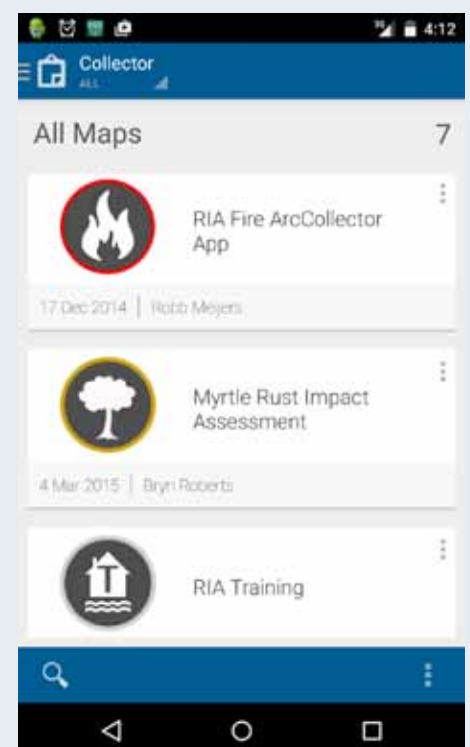 4:12
Collector
ALL
All Maps 7
RIA Fire ArcCollector
App
17 Dec 2014 | Robb Meijers
Myrtle Rust Impact
Assessment
4 Mar 2015 | Bryn Roberts
T
RIA Training